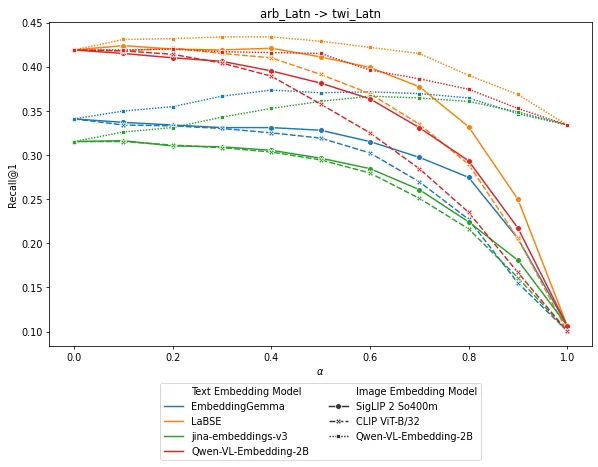 arb_Latn -> twi_Latn
Recall@1
0.45
0.40
0.35
0.30
0.25
0.20
0.15
0.10
0.0 0.2 0.4 0.6 0.8 1.0
α
Text Embedding Model
EmbeddingGemma
LaBSE
jina-embeddings-v3
Qwen-VL-Embedding-2B
Image Embedding Model
SigLIP 2 So400m
CLIP ViT-B/32
Qwen-VL-Embedding-2B